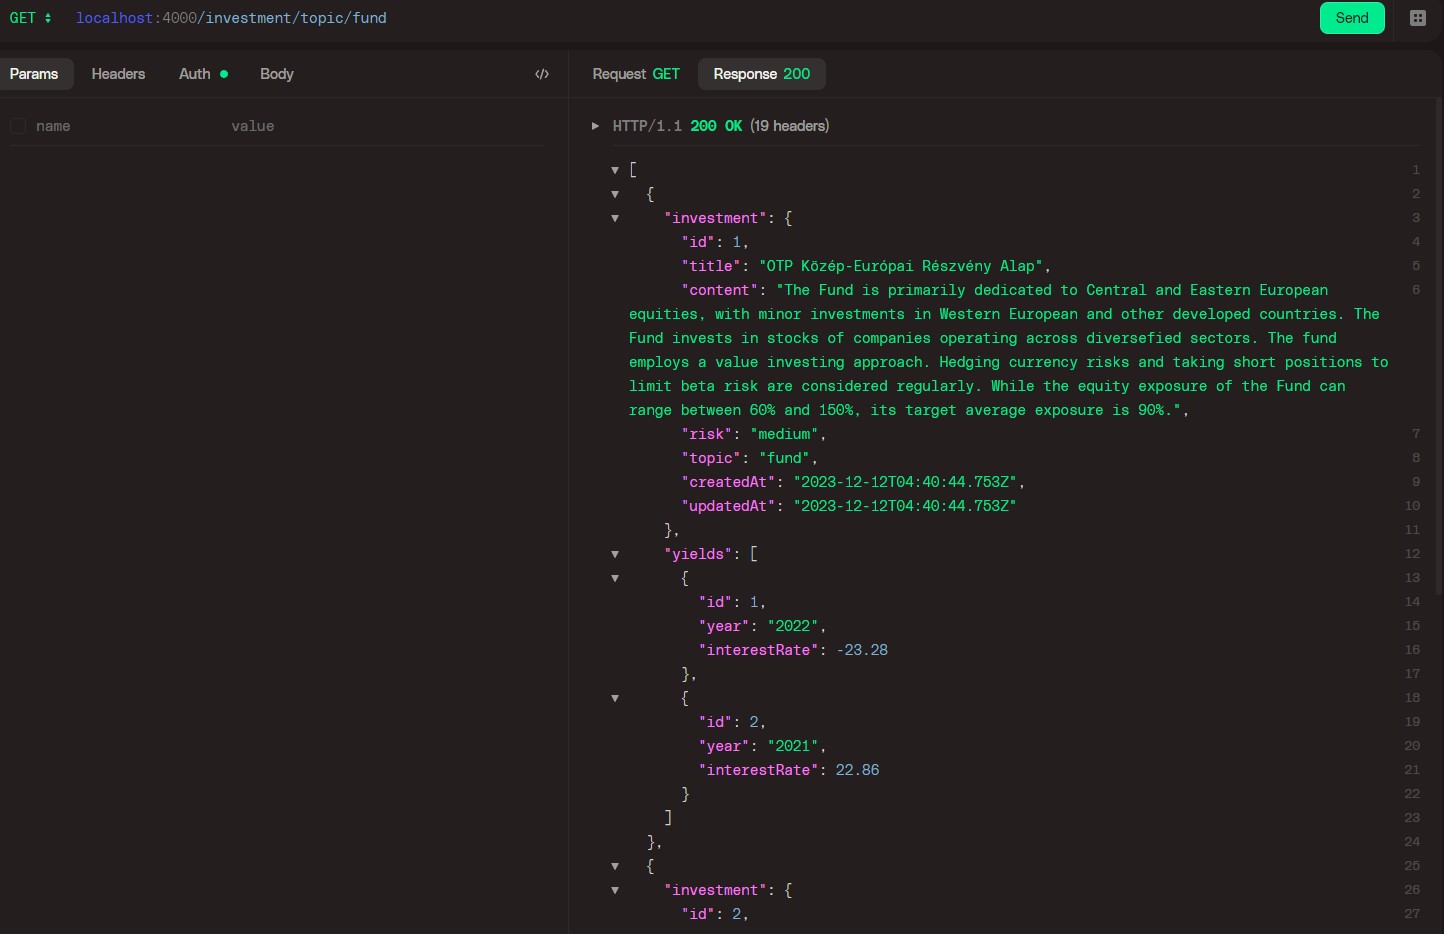 GET localhost:4000/investment/topic/fund Send
Params Headers Auth Body </> Request GET Response 200
name value
HTTP/1.1 200 OK (19 headers)
[ 1
{ 2
"investment": { 3
"id": 1, 4
"title": "OTP Közép-Európai Részvény Alap", 5
"content": "The Fund is primarily dedicated to Central and Eastern European 6
equities, with minor investments in Western European and other developed countries. The
Fund invests in stocks of companies operating across diversefied sectors. The fund
employs a value investing approach. Hedging currency risks and taking short positions to
limit beta risk are considered regularly. While the equity exposure of the Fund can
range between 60% and 150%, its target average exposure is 90%.",
"risk": "medium", 7
"topic": "fund", 8
"createdAt": "2023-12-12T04:40:44.753Z", 9
"updatedAt": "2023-12-12T04:40:44.753Z" 10
}, 11
"yields": [ 12
{ 13
"id": 1, 14
"year": "2022", 15
"interestRate": -23.28 16
}, 17
{ 18
"id": 2, 19
"year": "2021", 20
"interestRate": 22.86 21
} 22
] 23
}, 24
{ 25
"investment": { 26
"id": 2, 27